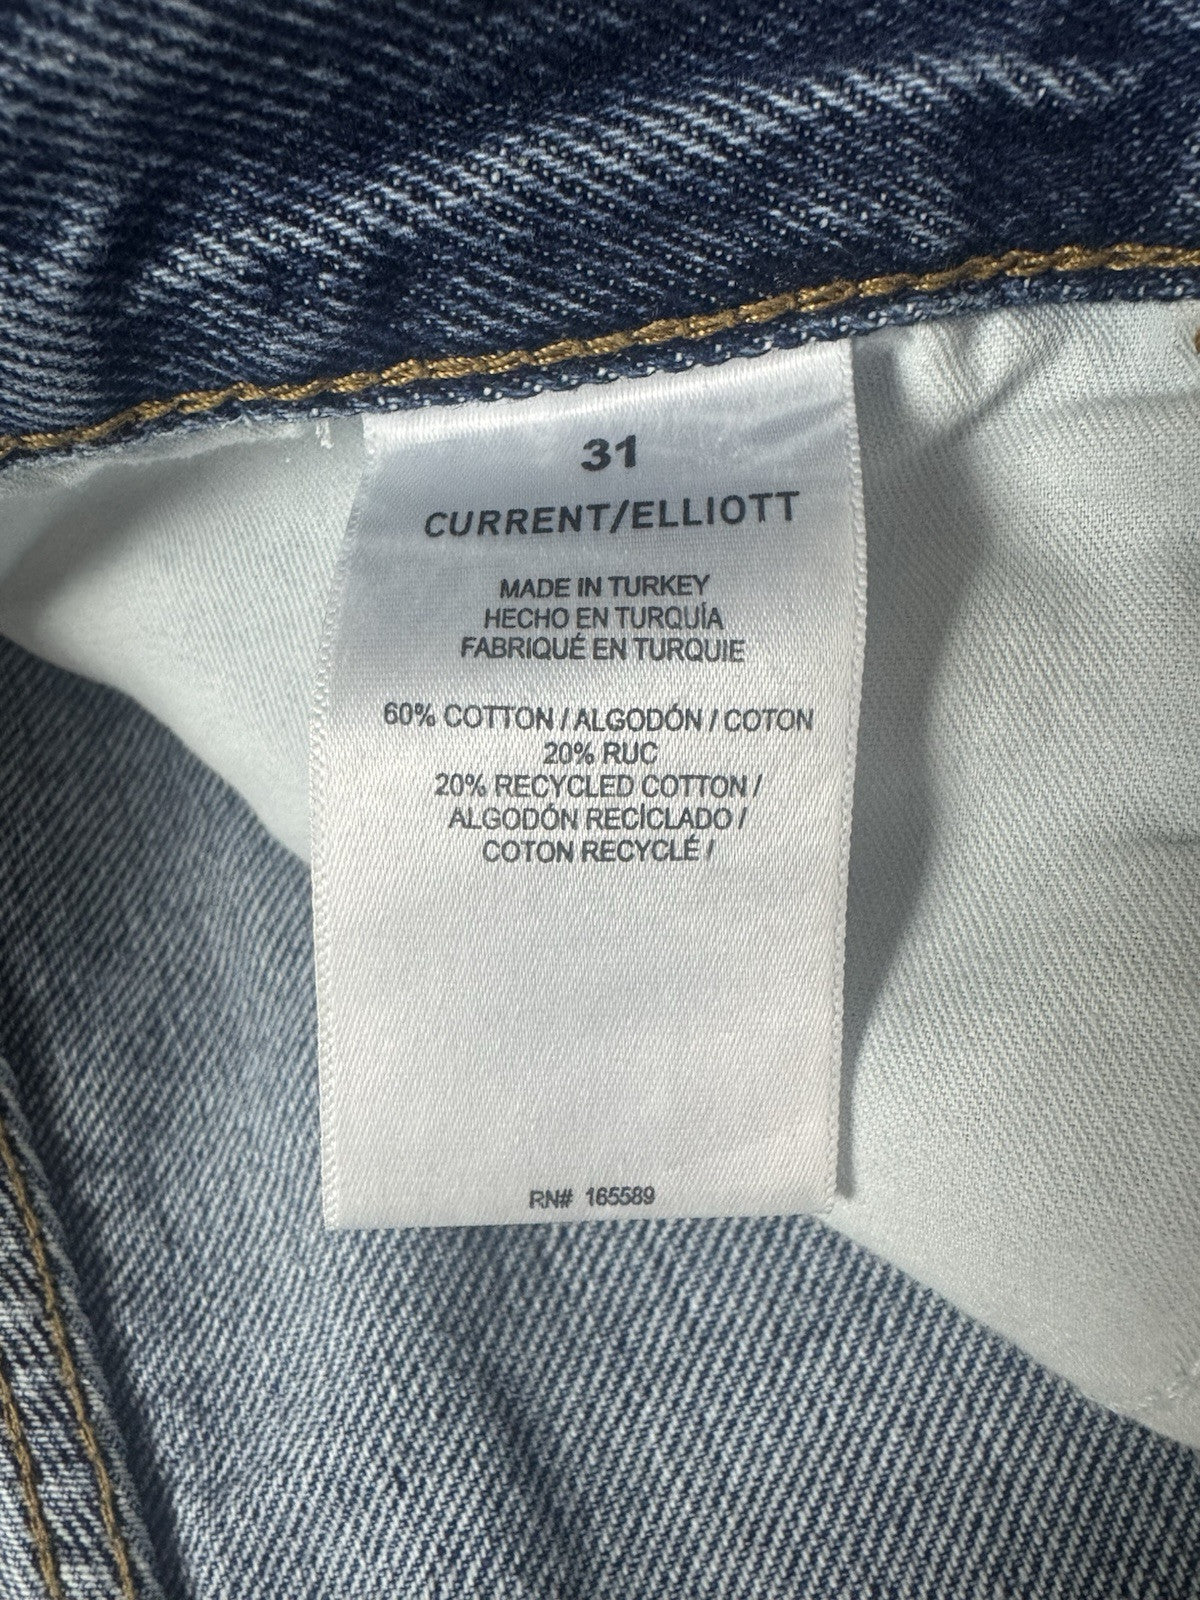 31
CURRENT/ELLIOTT
MADE IN TURKEY
HECHO EN TURQUÍA
FABRIQUÉ EN TURQUIE
60% COTTON / ALGODÓN / COTON
20% RUC
20% RECYCLED COTTON /
ALGODÓN RECÍCLADO /
COTON RECYCLÉ /
RN# 165589